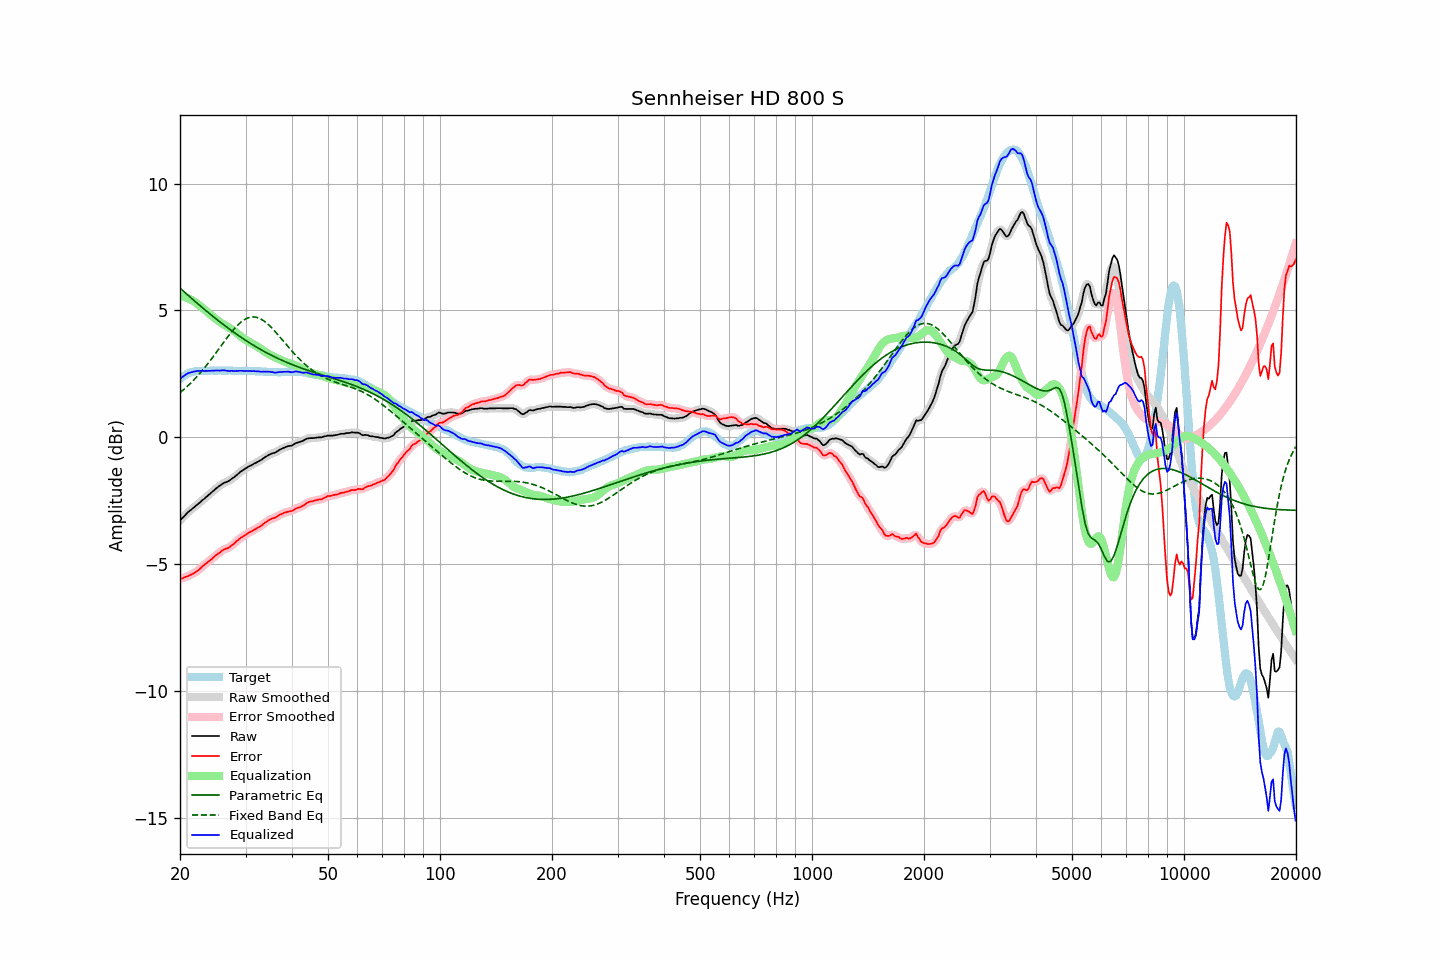 Sennheiser HD 800 S
Amplitude (dBr)
10
5
0
−5
−10
−15
Target
Raw Smoothed
Error Smoothed
Raw
Error
Equalization
Parametric Eq
Fixed Band Eq
Equalized
20 50 100 200 500 1000 2000 5000 10000 20000
Frequency (Hz)